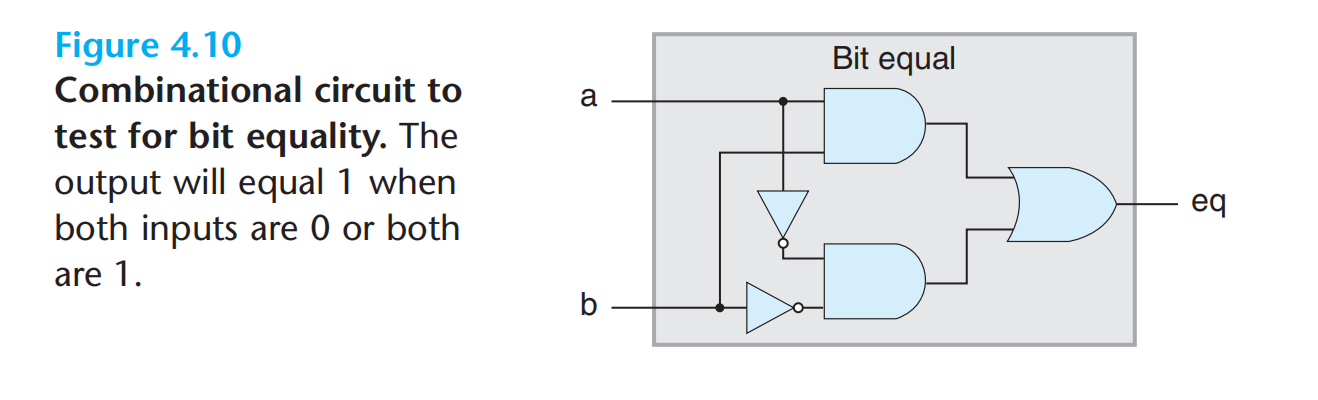 Figure 4.10
Combinational circuit to
test for bit equality. The
output will equal 1 when
both inputs are 0 or both
are 1.
Bit equal
a
b
eq